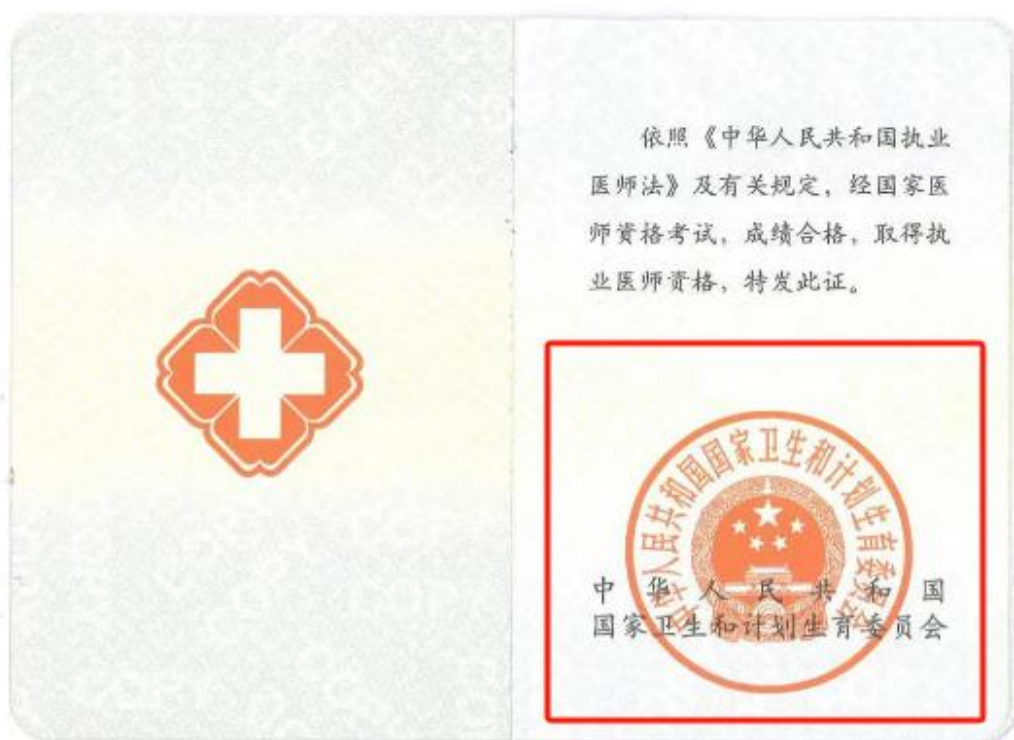 依照《中华人民共和国执业
医师法》及有关规定，经国家医
师资格考试，成绩合格，取得执
业医师资格，特发此证。
中华人民共和国国家卫生和计划生育委员会
中华人民共和国
国家卫生和计划生育委员会